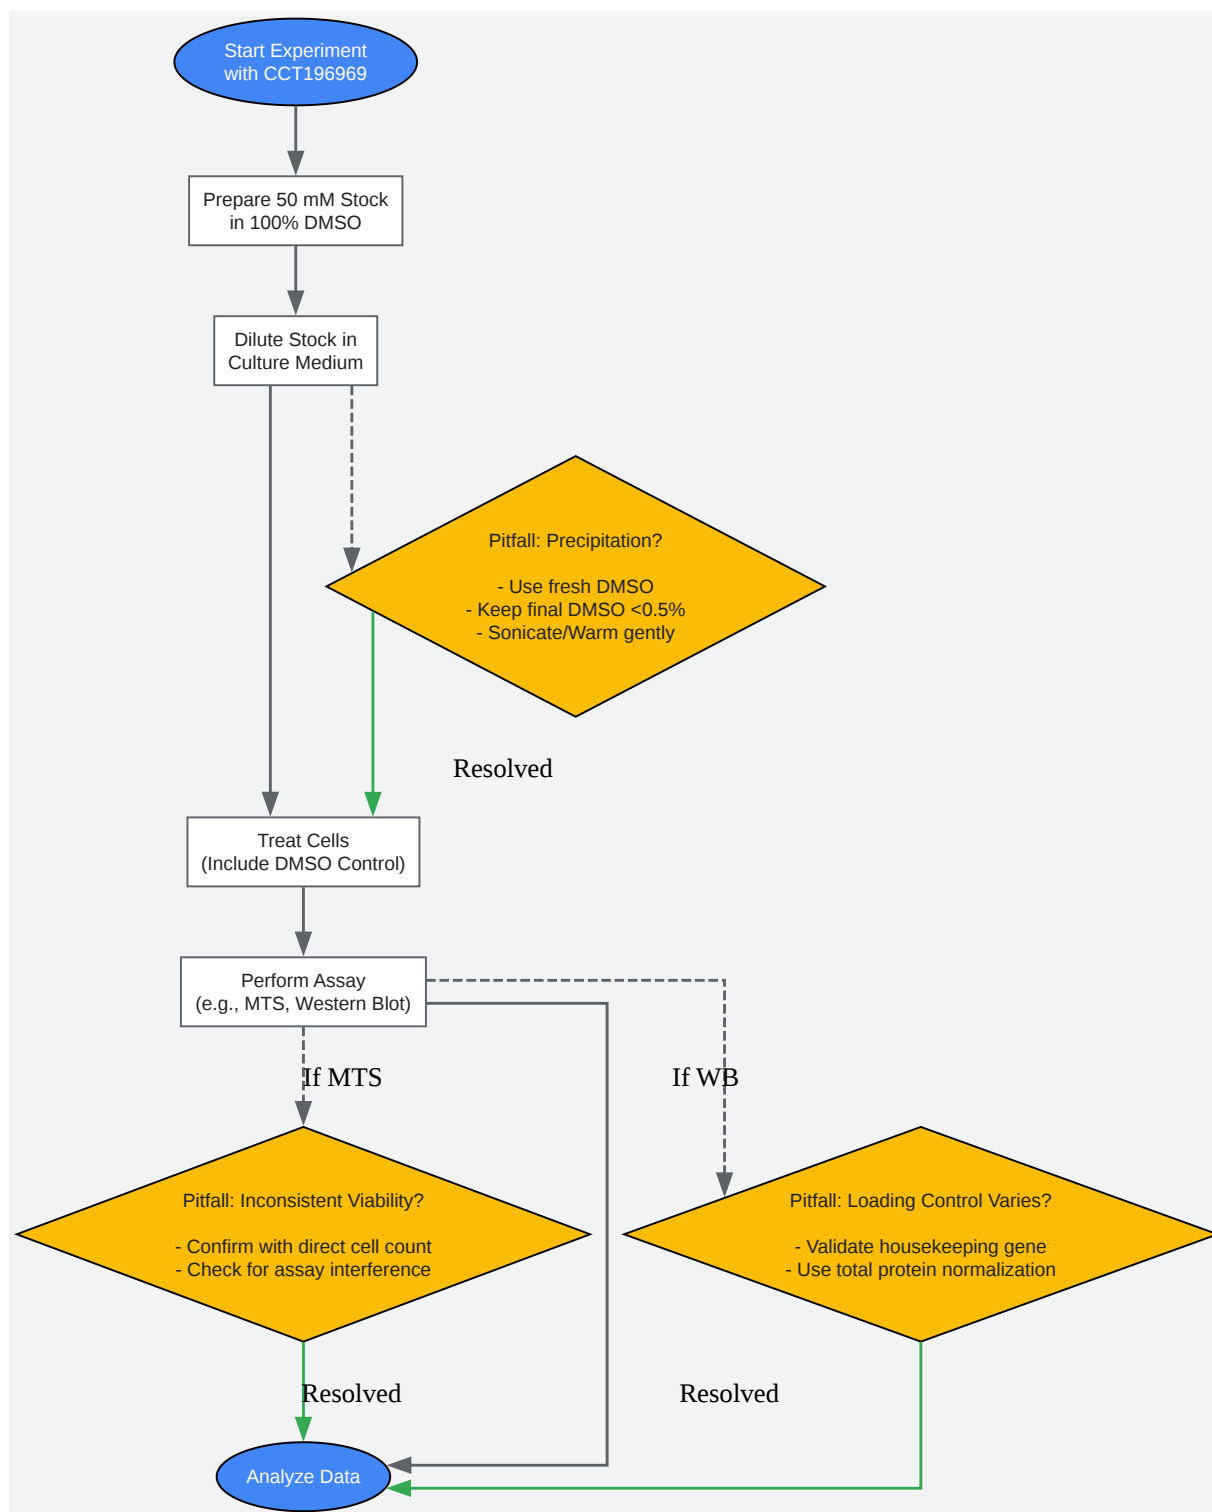 Start Experiment
with CCT196969
Prepare 50 mM Stock
in 100% DMSO
Dilute Stock in
Culture Medium
Pitfall: Precipitation?
- Use fresh DMSO
- Keep final DMSO <0.5%
- Sonicate/Warm gently
Resolved
Treat Cells
(Include DMSO Control)
Perform Assay
(e.g., MTS, Western Blot)
If MTS
If WB
Pitfall: Inconsistent Viability?
- Confirm with direct cell count
- Check for assay interference
Pitfall: Loading Control Varies?
- Validate housekeeping gene
- Use total protein normalization
Resolved
Resolved
Analyze Data